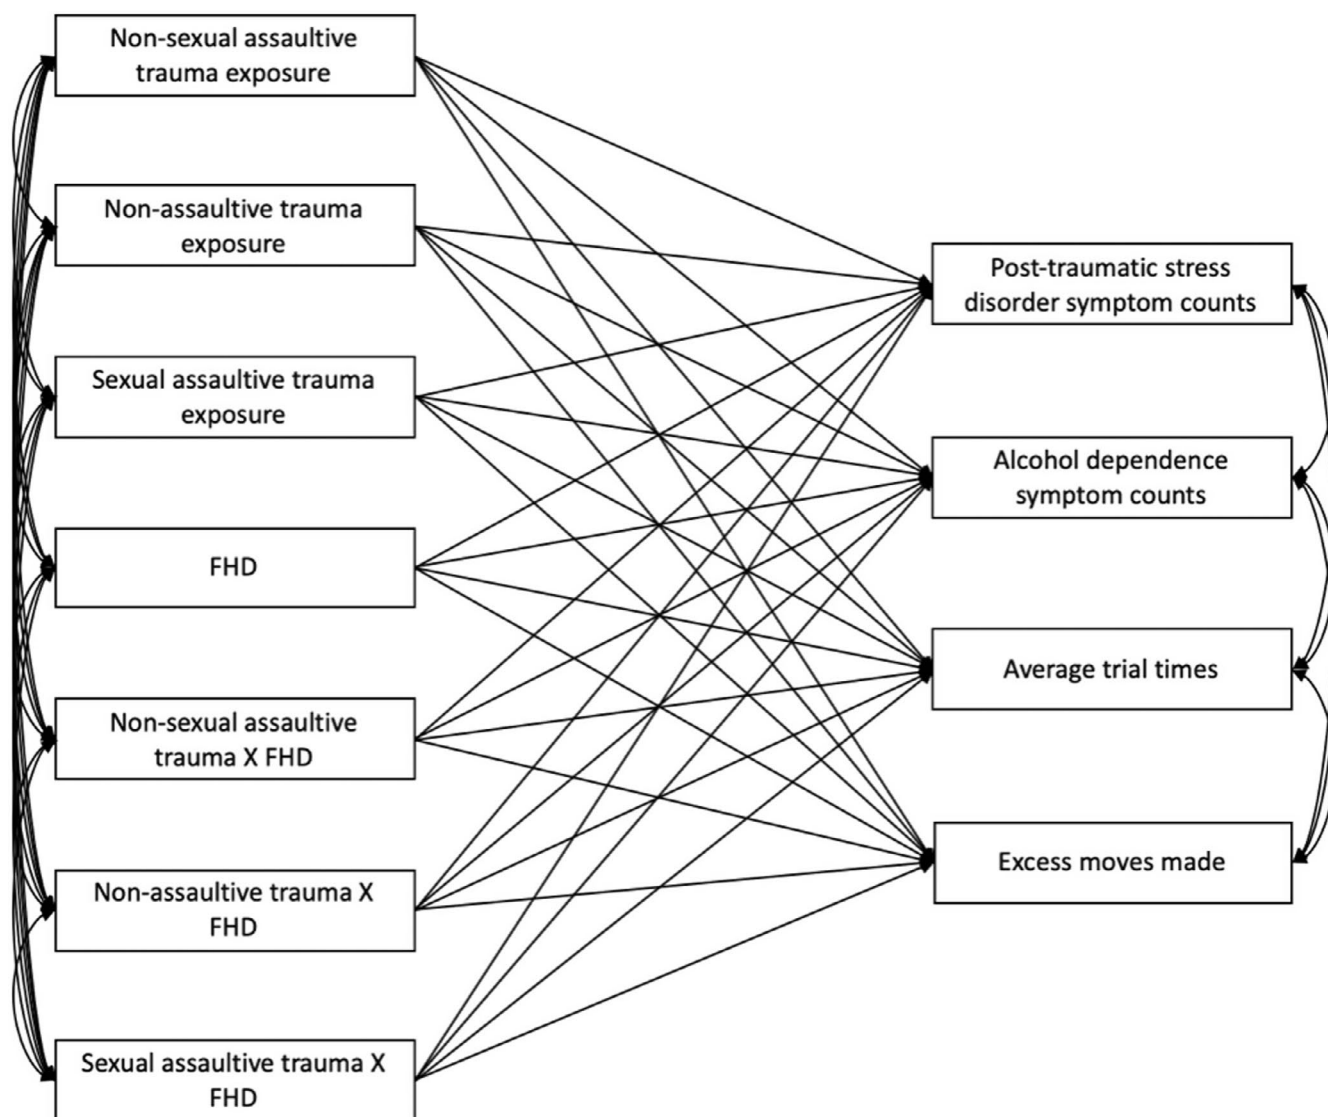 Non-sexual assaultive
trauma exposure
Non-assaultive trauma
exposure
Sexual assaultive trauma
exposure
FHD
Non-sexual assaultive
trauma X FHD
Non-assaultive trauma X
FHD
Sexual assaultive trauma X
FHD
Post-traumatic stress
disorder symptom counts
Alcohol dependence
symptom counts
Average trial times
Excess moves made